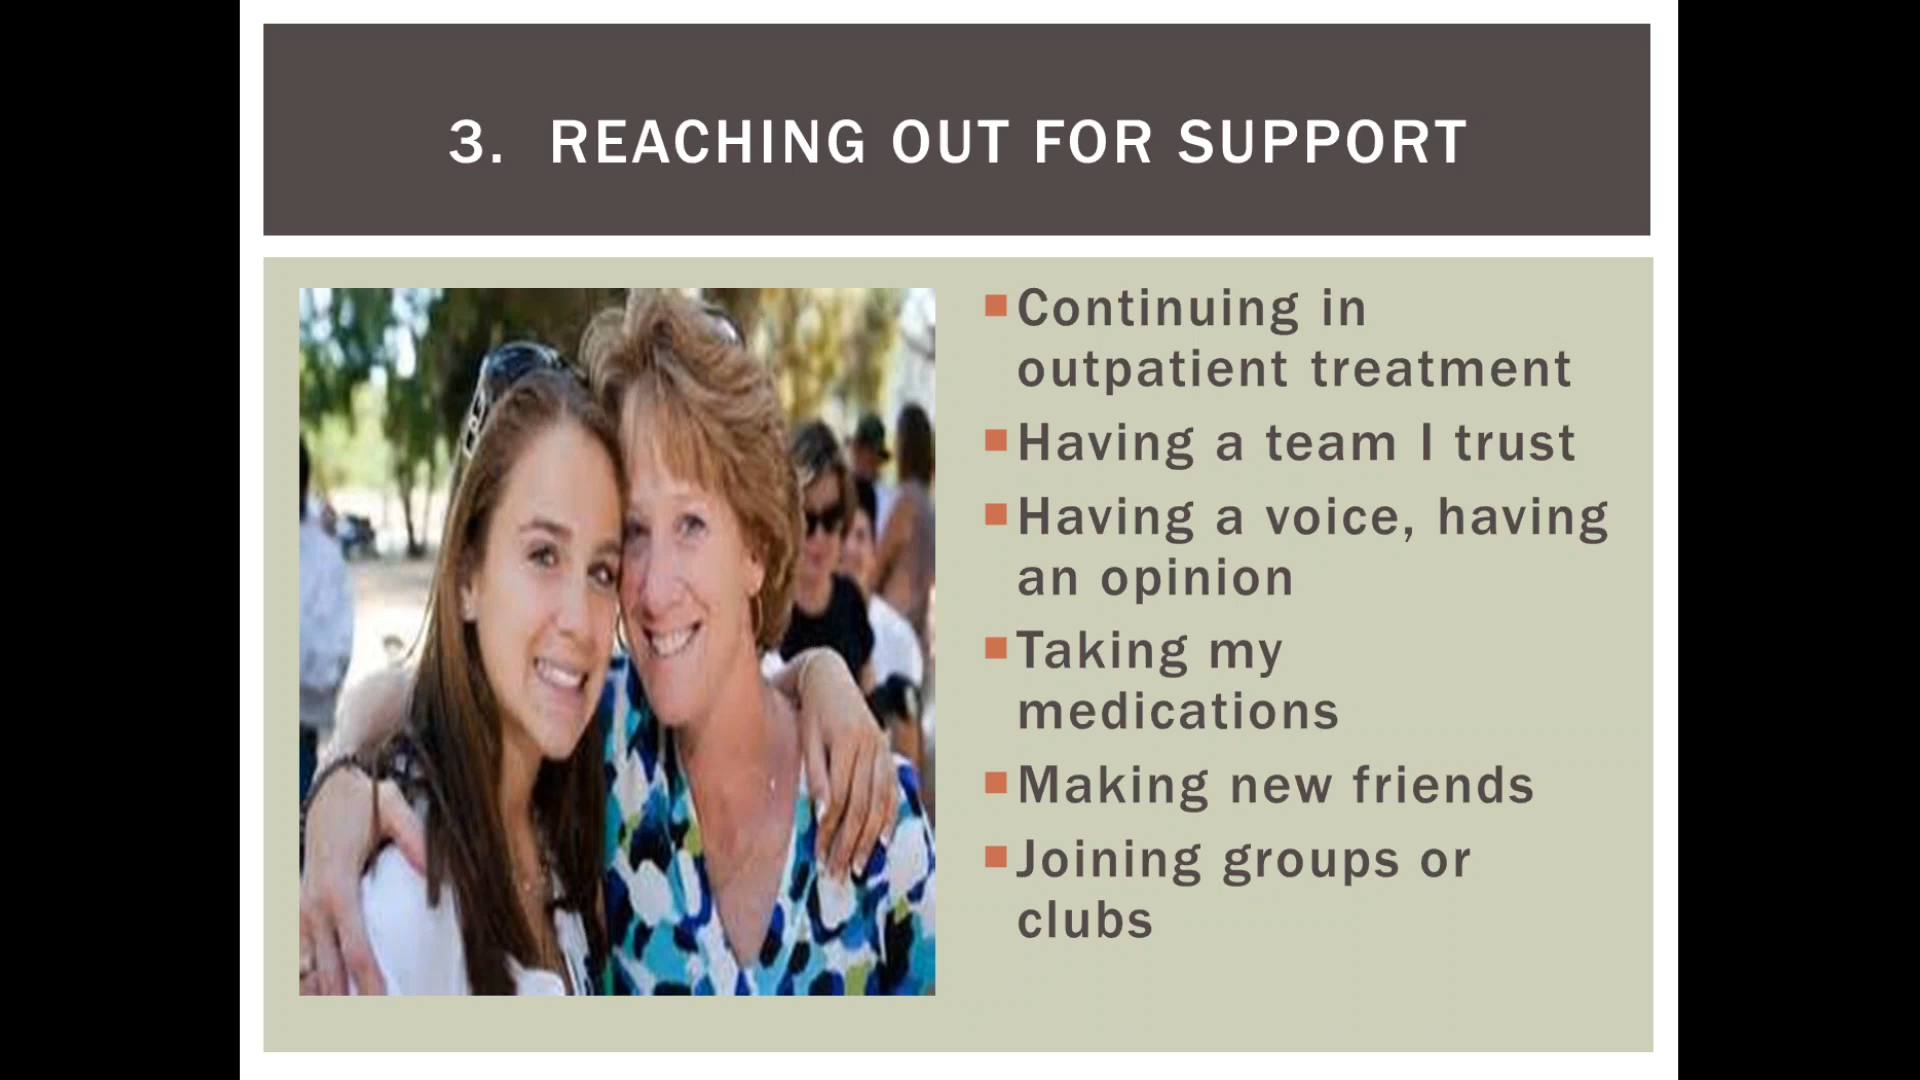 3. REACHING OUT FOR SUPPORT
Continuing in
outpatient treatment
Having a team I trust
Having a voice, having
an opinion
Taking my
medications
Making new friends
Joining groups or
clubs